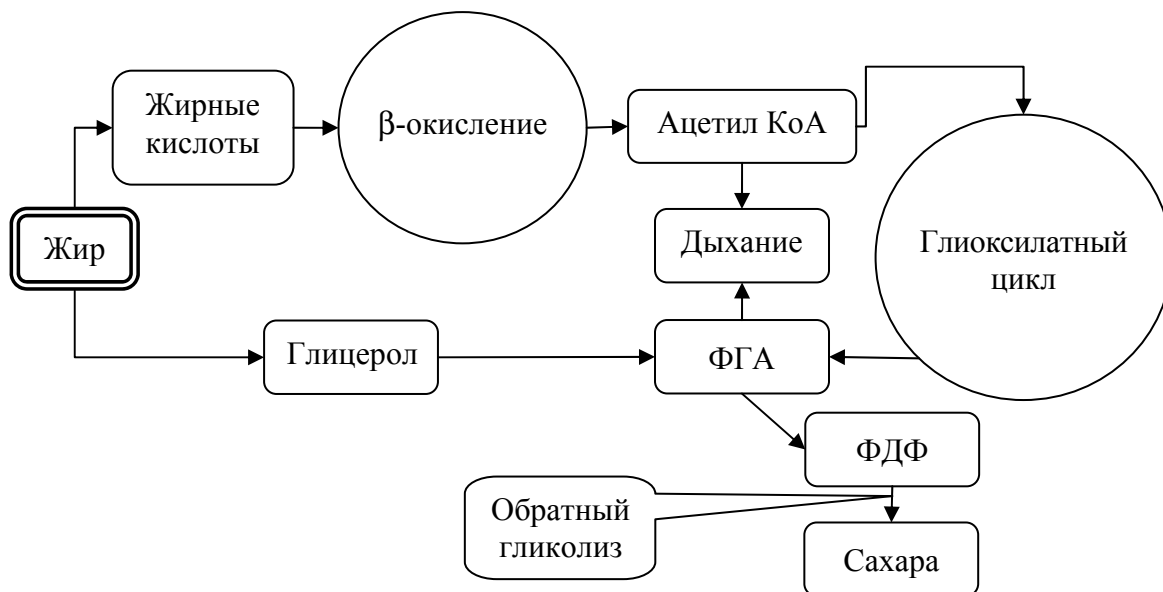 Жирные
кислоты
β-окисление
Ацетил КоА
Жир
Дыхание
Глиоксилатный
цикл
Глицерол
ФГА
ФДФ
Обратный
гликолиз
Сахара